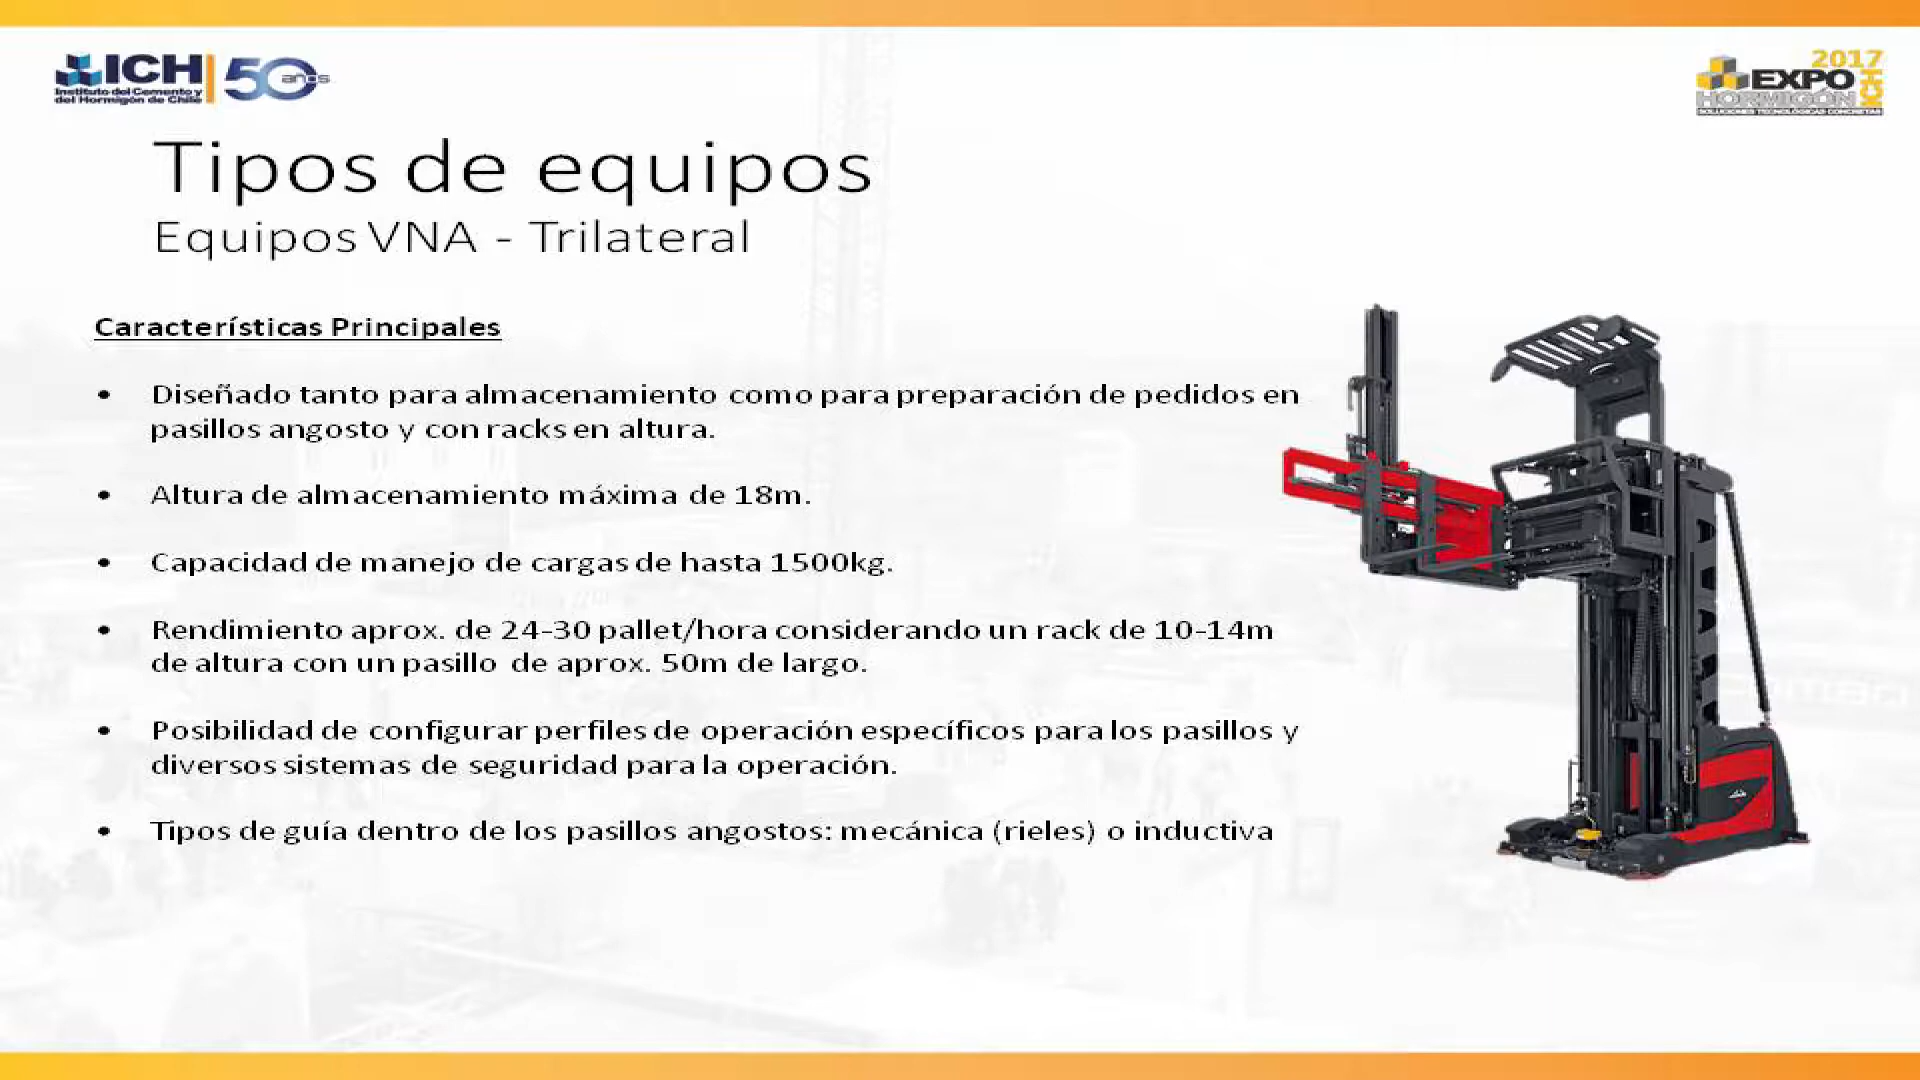 ICH
50 años
Instituto del Cemento y
del Hormigón de Chile
2017
EXPO
HORMIGÓN
ICH
SOLUCIONES TECNOLÓGICAS CONCRETAS
Tipos de equipos
Equipos VNA - Trilateral
Características Principales
• Diseñado tanto para almacenamiento como para preparación de pedidos en
pasillos angosto y con racks en altura.
• Altura de almacenamiento máxima de 18m.
• Capacidad de manejo de cargas de hasta 1500kg.
• Rendimiento aprox. de 24-30 pallet/hora considerando un rack de 10-14m
de altura con un pasillo de aprox. 50m de largo.
• Posibilidad de configurar perfiles de operación específicos para los pasillos y
diversos sistemas de seguridad para la operación.
• Tipos de guía dentro de los pasillos angostos: mecánica (rieles) o inductiva